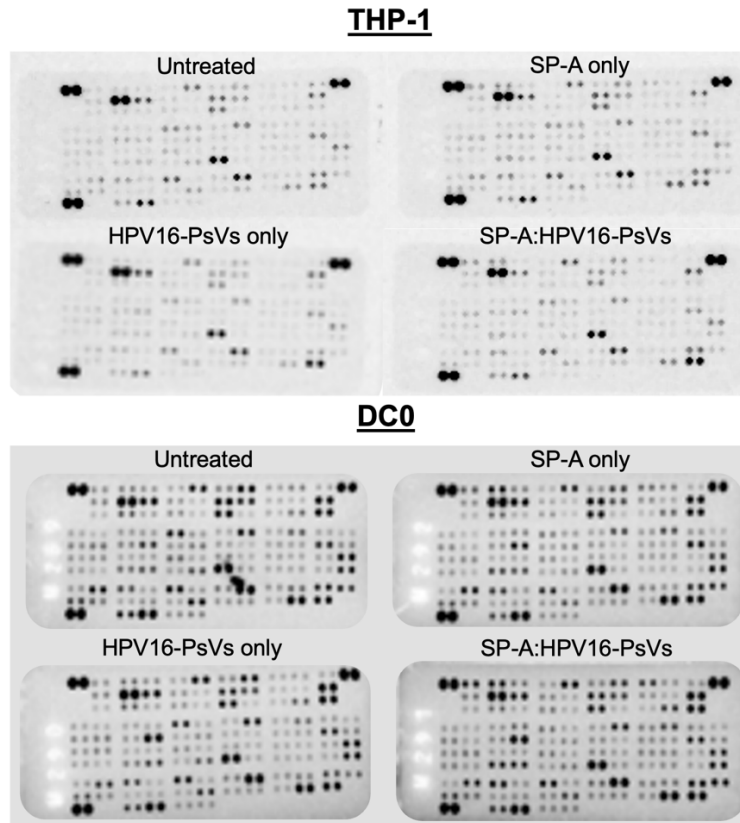 THP-1
Untreated
SP-A only
HPV16-PsVs only
SP-A:HPV16-PsVs
DC0
Untreated
SP-A only
HPV16-PsVs only
SP-A:HPV16-PsVs